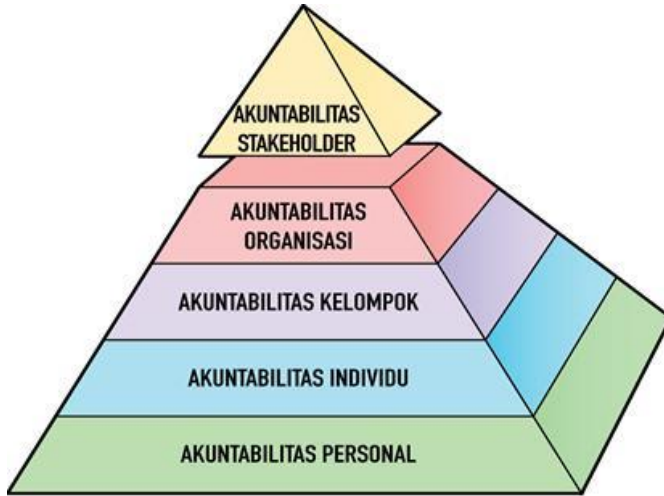 AKUNTABILITAS
STAKEHOLDER
AKUNTABILITAS
ORGANISASI
AKUNTABILITAS KELOMPOK
AKUNTABILITAS INDIVIDU
AKUNTABILITAS PERSONAL